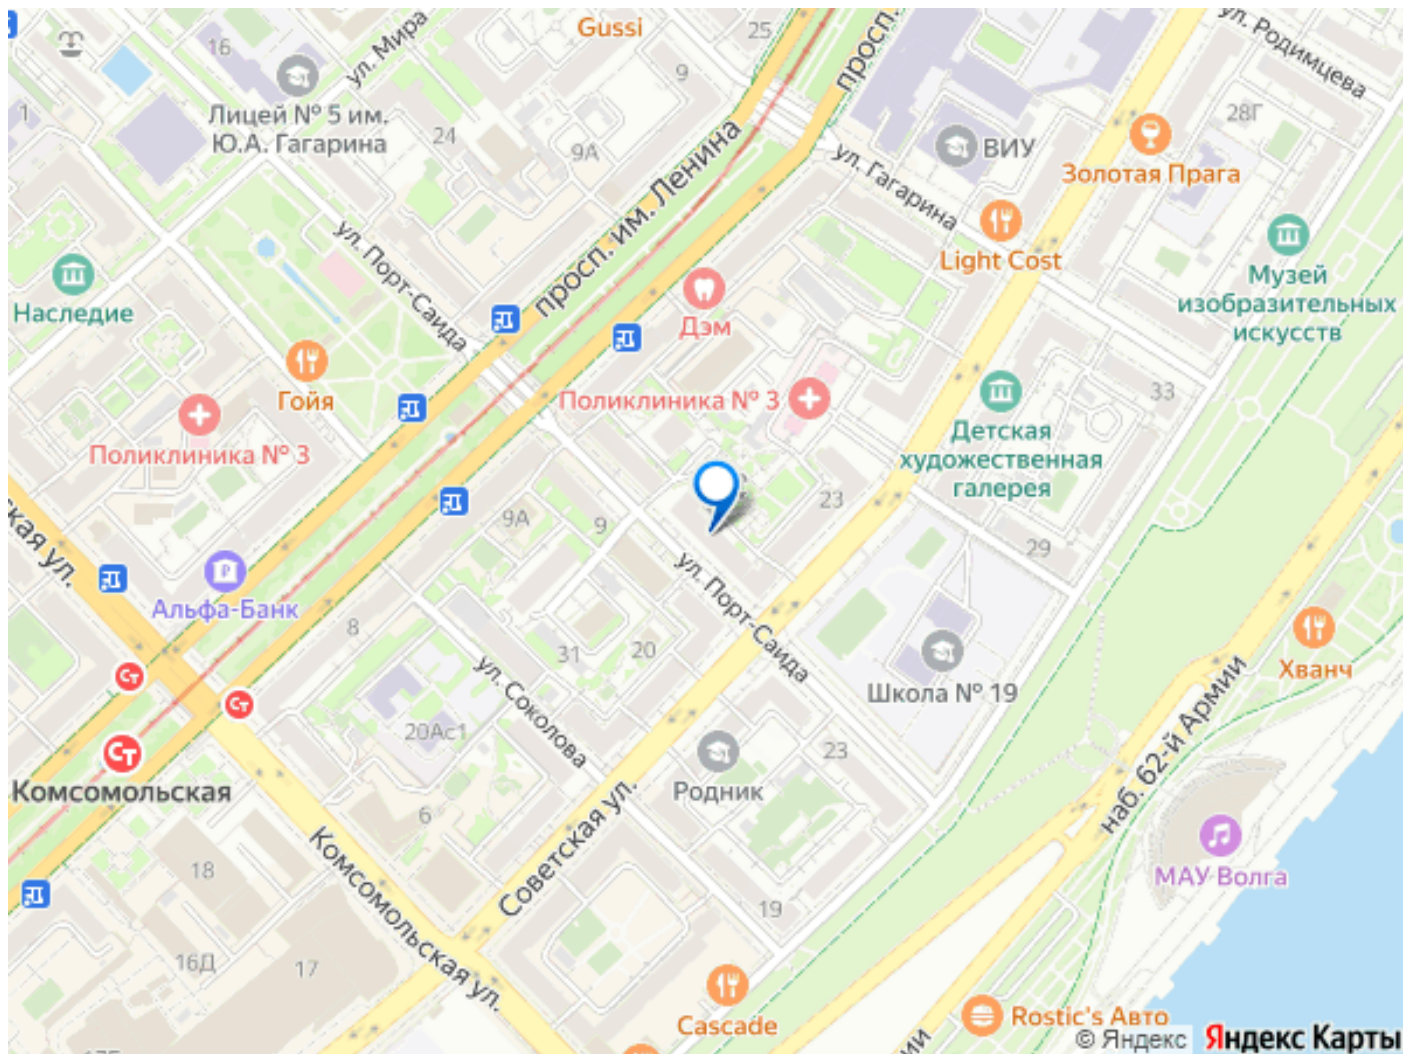 Gussi
25
ул. Родимцева
16
ул. Мира
просп.
9
1
Лицей № 5 им.
Ю.А. Гагарина
24
9А
28Г
ВИУ
Золотая Прага
ул. Гагарина
просп. им. Ленина
Light Cost
Музей
изобразительных
искусств
Наследие
ул. Порт-Саида
Дэм
Гойя
Поликлиника № 3
33
Детская
художественная
галерея
Поликлиника № 3
23
9А
9
29
ская ул.
Альфа-Банк
ул. Порт-Саида
8
31
20
Школа № 19
Хванч
ул. Соколова
20Ас1
23
Родник
Комсомольская
наб. 62-й Армии
6
Советская ул.
МАУ Волга
18
Комсомольская ул.
19
16Д
17
Cascade
Rostic's Авто
© Яндекс
Яндекс Карты
ии